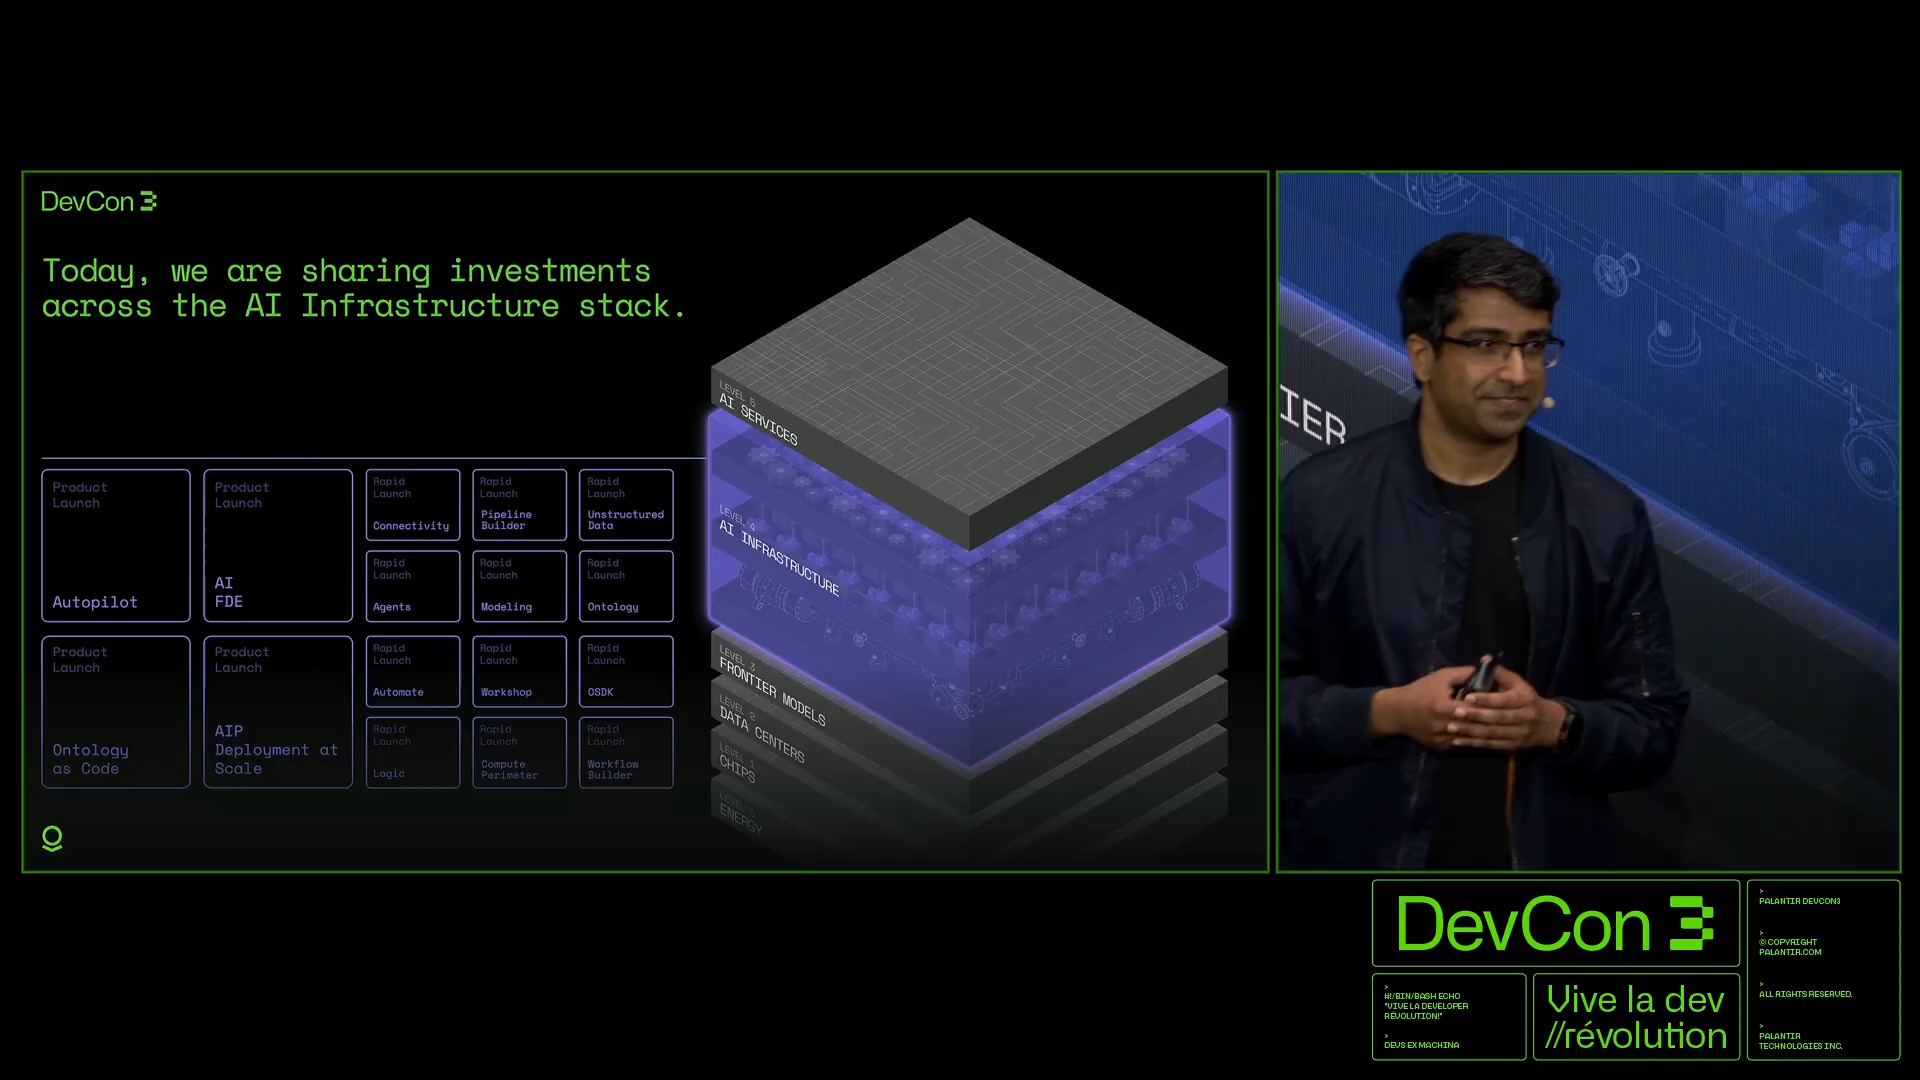 DevCon 3
Today, we are sharing investments
across the AI Infrastructure stack.
Product
Launch
Autopilot
Product
Launch
AI
FDE
Rapid
Launch
Connectivity
Rapid
Launch
Pipeline
Builder
Rapid
Launch
Unstructured
Data
Rapid
Launch
Agents
Rapid
Launch
Modeling
Rapid
Launch
Ontology
Product
Launch
Ontology
as Code
Product
Launch
AIP
Deployment at
Scale
Rapid
Launch
Automate
Rapid
Launch
Workshop
Rapid
Launch
OSDK
Rapid
Launch
Logic
Rapid
Launch
Compute
Perimeter
Rapid
Launch
Workflow
Builder
LEVEL 5
AI SERVICES
LEVEL 4
AI INFRASTRUCTURE
LEVEL 3
FRONTIER MODELS
LEVEL 2
DATA CENTERS
LEVEL 1
CHIPS
ENERGY
IER
DevCon 3
>
#!/BIN/BASH ECHO
"VIVE LA DEVELOPER
RÉVOLUTION!"
>
DEVS EX MACHINA
Vive la dev
//révolution
>
PALANTIR DEVCON3
>
© COPYRIGHT
PALANTIR.COM
>
ALL RIGHTS RESERVED.
>
PALANTIR
TECHNOLOGIES INC.